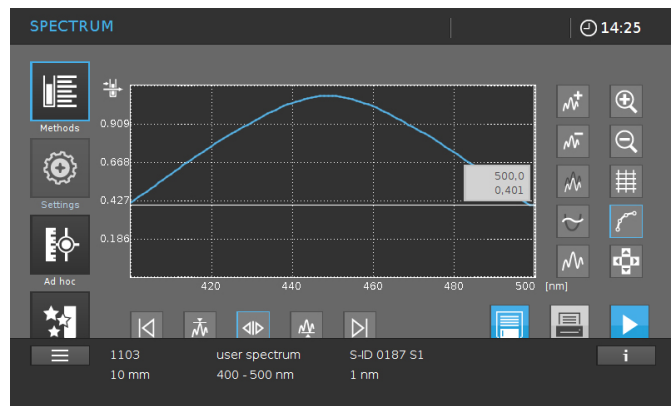 SPECTRUM
14:25
Methods
Settings
Ad hoc
0.909
0.668
0.427
0.186
500,0
0,401
420 440 460 480 500 [nm]
1103 user spectrum S-ID 0187 S1
10 mm 400 - 500 nm 1 nm
i